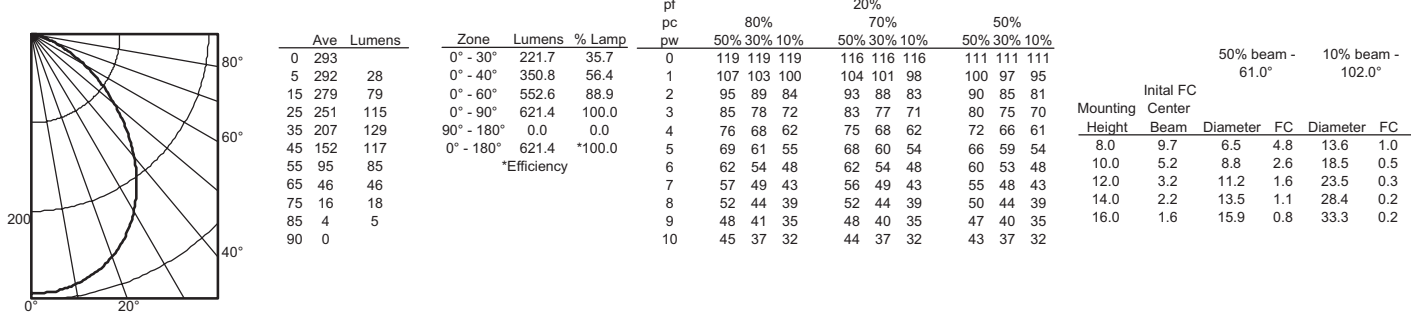 80°
60°
40°
20°
0°
200
Ave Lumens
0 293
5 292 28
15 279 79
25 251 115
35 207 129
45 152 117
55 95 85
65 46 46
75 16 18
85 4 5
90 0
Zone Lumens % Lamp
0° - 30° 221.7 35.7
0° - 40° 350.8 56.4
0° - 60° 552.6 88.9
0° - 90° 621.4 100.0
90° - 180° 0.0 0.0
0° - 180° 621.4 *100.0
*Efficiency
pf 20%
pc 80% 70% 50%
pw 50% 30% 10% 50% 30% 10% 50% 30% 10%
0 119 119 119 116 116 116 111 111 111
1 107 103 100 104 101 98 100 97 95
2 95 89 84 93 88 83 90 85 81
3 85 78 72 83 77 71 80 75 70
4 76 68 62 75 68 62 72 66 61
5 69 61 55 68 60 54 66 59 54
6 62 54 48 62 54 48 60 53 48
7 57 49 43 56 49 43 55 48 43
8 52 44 39 52 44 39 50 44 39
9 48 41 35 48 40 35 47 40 35
10 45 37 32 44 37 32 43 37 32
50% beam - 10% beam -
61.0° 102.0°
Inital FC
Mounting Center
Height Beam Diameter FC Diameter FC
8.0 9.7 6.5 4.8 13.6 1.0
10.0 5.2 8.8 2.6 18.5 0.5
12.0 3.2 11.2 1.6 23.5 0.3
14.0 2.2 13.5 1.1 28.4 0.2
16.0 1.6 15.9 0.8 33.3 0.2